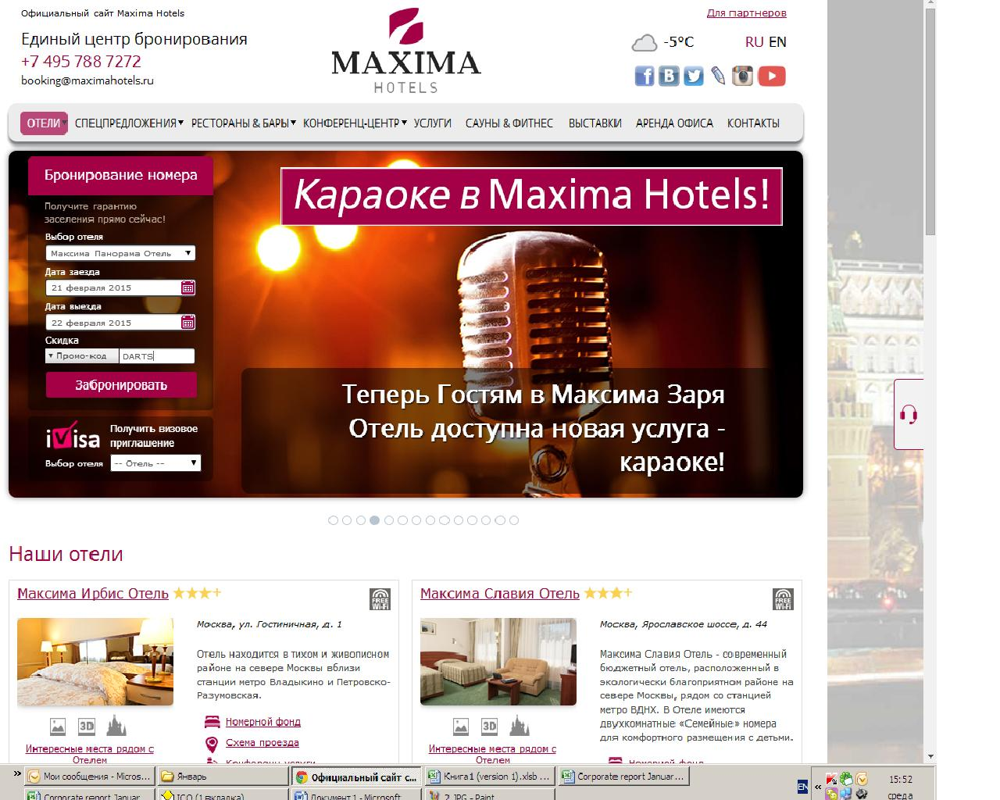 Официальный сайт Maxima Hotels
Единый центр бронирования
+7 495 788 7272
booking@maximahotels.ru
MAXIMA
HOTELS
Для партнеров
-5°C
RU EN
ОТЕЛИ СПЕЦПРЕДЛОЖЕНИЯ РЕСТОРАНЫ & БАРЫ КОНФЕРЕНЦ-ЦЕНТР УСЛУГИ САУНЫ & ФИТНЕС ВЫСТАВКИ АРЕНДА ОФИСА КОНТАКТЫ
Бронирование номера
Получите гарантию
заселения прямо сейчас!
Выбор отеля
Максима Панорама Отель
Дата заезда
21 февраля 2015
Дата выезда
22 февраля 2015
Скидка
Промо-код DARTS
Забронировать
iVisa
Получить визовое
приглашение
Выбор отеля -- Отель --
Караоке в Maxima Hotels!
Теперь Гостям в Максима Заря
Отель доступна новая услуга -
караоке!
Наши отели
Максима Ирбис Отель
FREE
Wi-Fi
Москва, ул. Гостиничная, д. 1
Отель находится в тихом и живописном
районе на севере Москвы вблизи
станции метро Владыкино и Петровско-
Разумовская.
3D
Интересные места рядом с
Отелем
Номерной фонд
Схема проезда
Максима Славия Отель
FREE
Wi-Fi
Москва, Ярославское шоссе, д. 44
Максима Славия Отель - современный
бюджетный отель, расположенный в
экологически благоприятном районе на
севере Москвы, рядом со станцией
метро ВДНХ. В Отеле имеются
двухкомнатные «Семейные» номера
для комфортного размещения с детьми.
3D
Интересные места рядом с
Отелем
Номерной фонд
Мои сообщения - Micros...
Январь
Официальный сайт с...
Книга1 (version 1).xlsb ...
Corporate report Januar...
EN
15:52
Corporate report Januar...
ICQ (1 вкладка)
Документ1 - Microsoft ...
2.JPG - Paint
среда